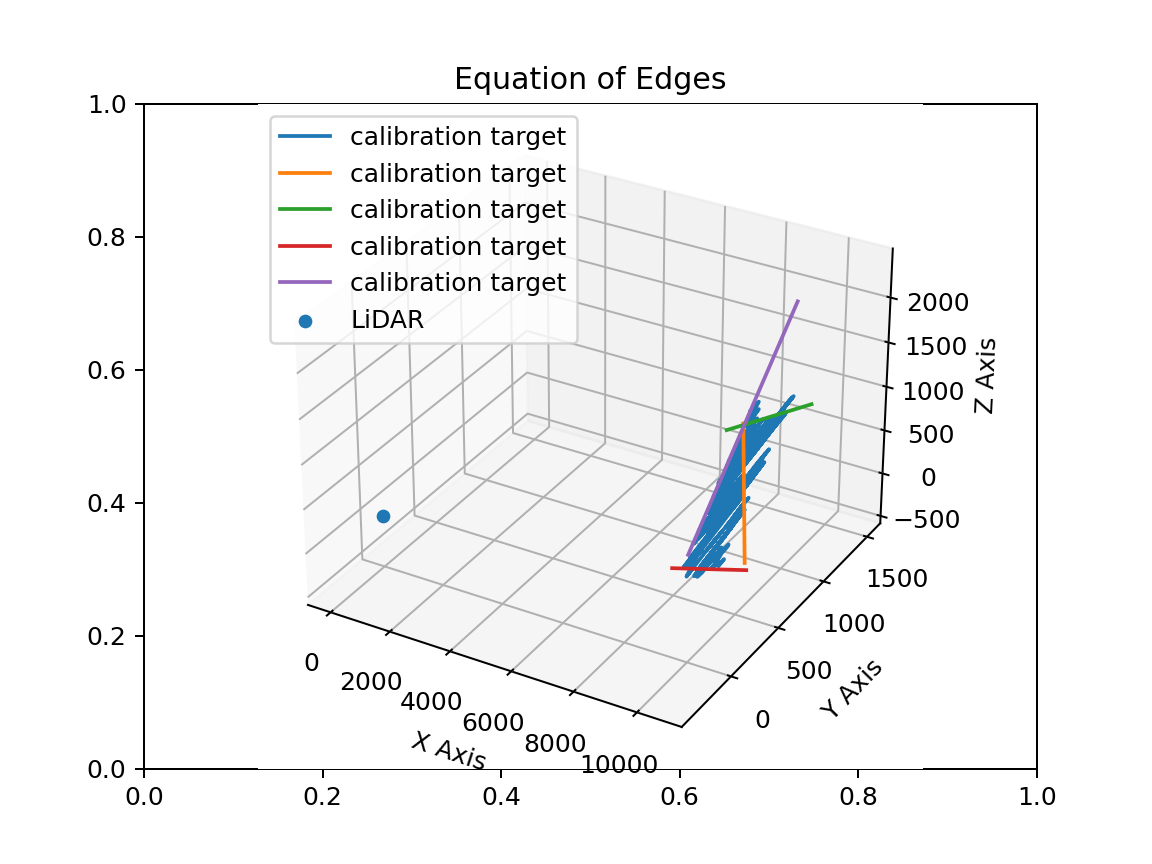 Equation of Edges
1.0
0.8
0.6
0.4
0.2
0.0
calibration target
calibration target
calibration target
calibration target
calibration target
LiDAR
2000
1500
1000
500
0
−500
Z Axis
1500
1000
500
0
Y Axis
0
2000
4000
6000
8000
10000
X Axis
0.0 0.2 0.4 0.6 0.8 1.0